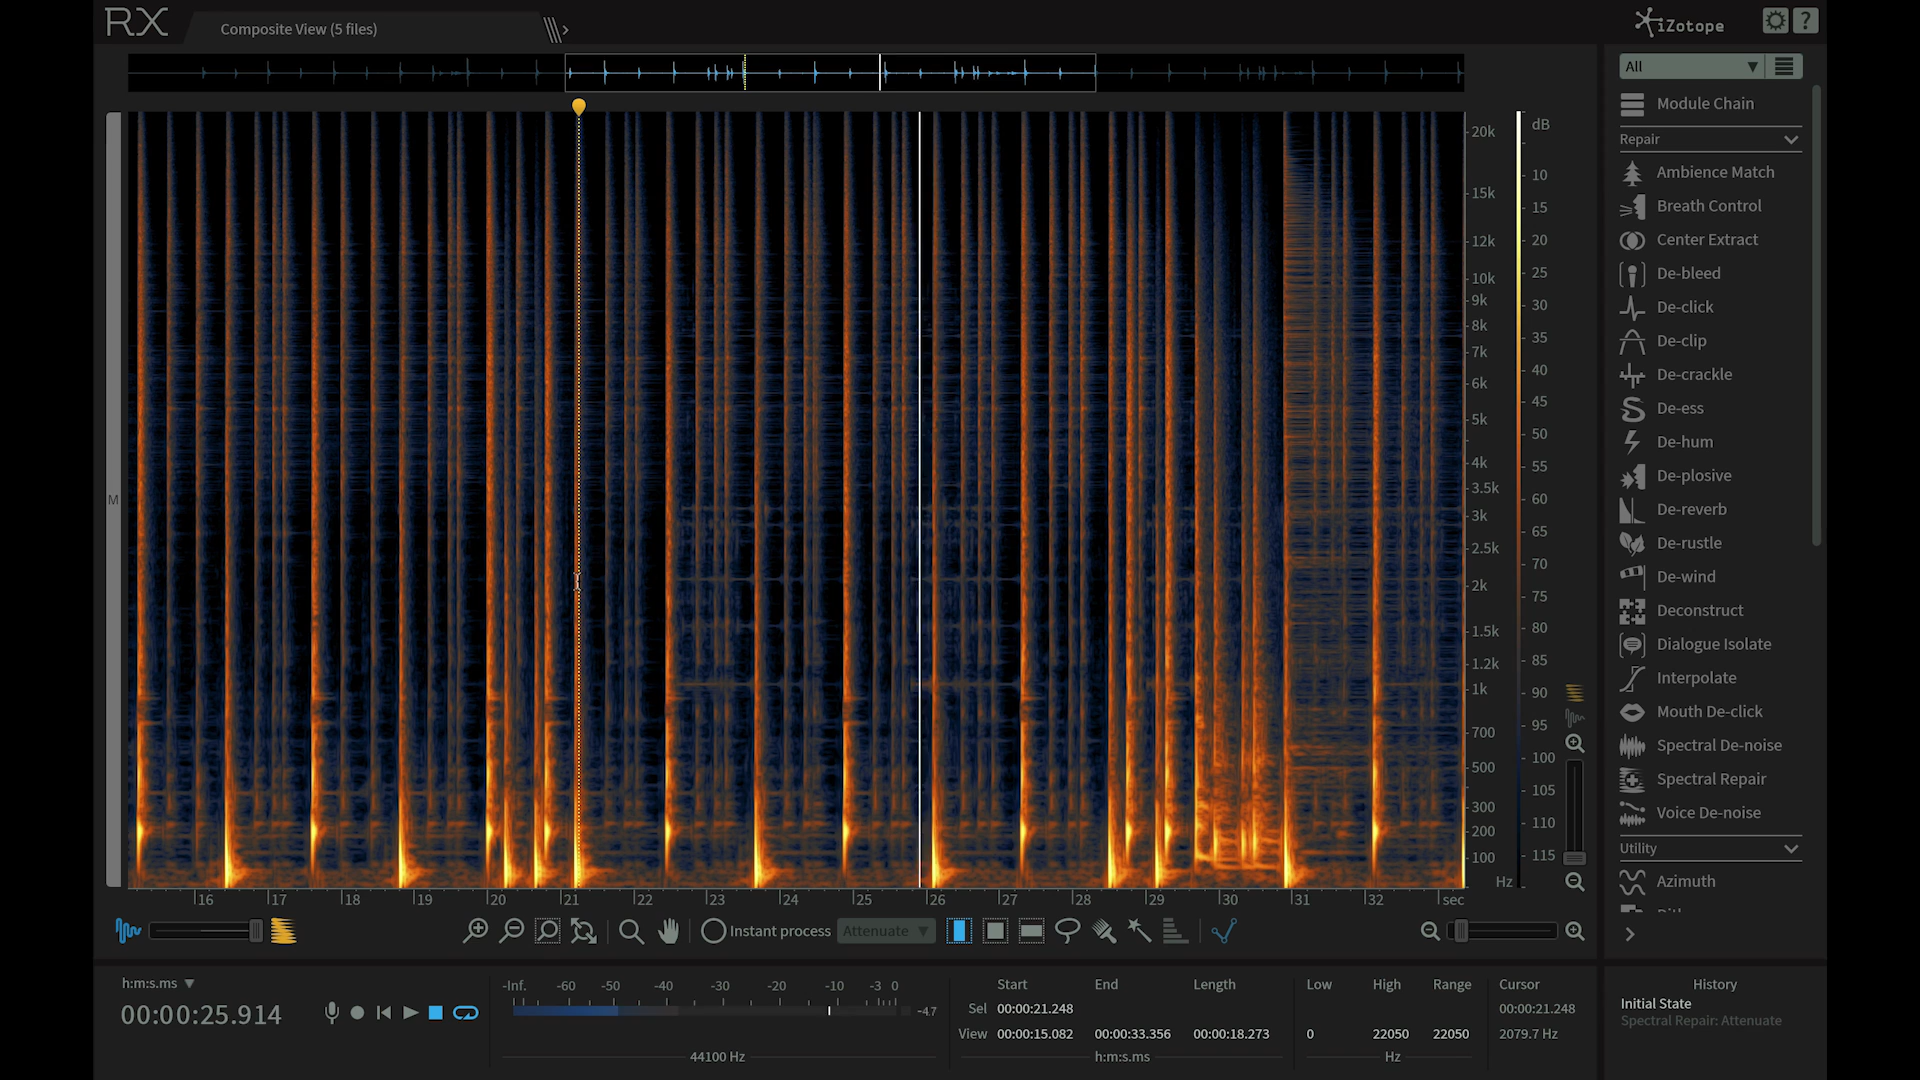 RX
Composite View (5 files)
iZotope
?
All
Module Chain
Repair
Ambience Match
Breath Control
Center Extract
De-bleed
De-click
De-clip
De-crackle
De-ess
De-hum
De-plosive
De-reverb
De-rustle
De-wind
Deconstruct
Dialogue Isolate
Interpolate
Mouth De-click
Spectral De-noise
Spectral Repair
Voice De-noise
Utility
Azimuth
M
20k
15k
12k
10k
9k
8k
7k
6k
5k
4k
3.5k
3k
2.5k
2k
1.5k
1.2k
1k
700
500
300
200
100
Hz
dB
10
15
20
25
30
35
40
45
50
55
60
65
70
75
80
85
90
95
100
105
110
115
16 17 18 19 20 21 22 23 24 25 26 27 28 29 30 31 32 sec
Instant process Attenuate
h:m:s.ms
00:00:25.914
-Inf. -60 -50 -40 -30 -20 -10 -3 0
-4.7
44100 Hz
Start End Length
Sel 00:00:21.248
View 00:00:15.082 00:00:33.356 00:00:18.273
h:m:s.ms
Low High Range
0 22050 22050
Hz
Cursor
00:00:21.248
2079.7 Hz
History
Initial State
Spectral Repair: Attenuate